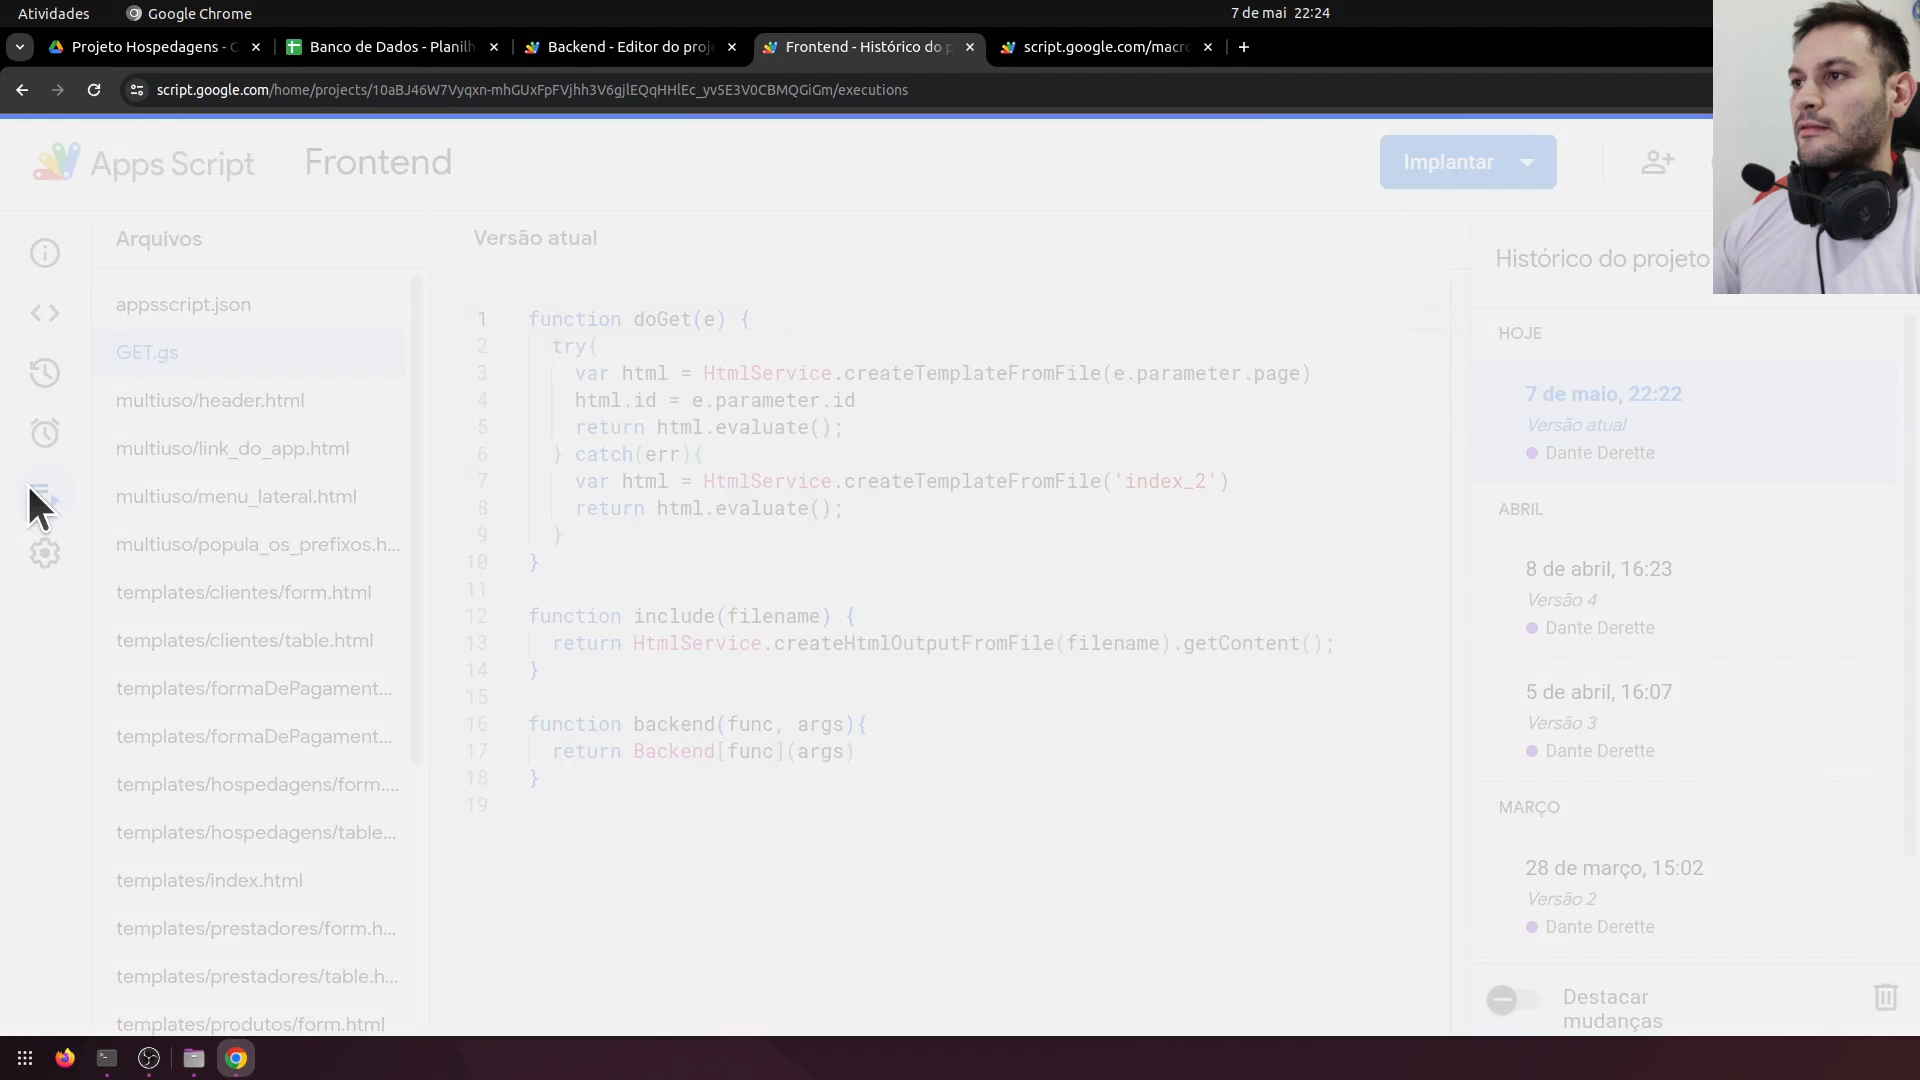 Atividades
Google Chrome
7 de mai 22:24
Projeto Hospedagens -
Banco de Dados - Planilh
Backend - Editor do proj
Frontend - Histórico do p
script.google.com/macro
script.google.com/home/projects/10aBJ46W7Vyqxn-mhGUxFpFVjhh3V6gjlEQqHHlEc_yv5E3V0CBMQGiGm/executions
Apps Script
Frontend
Implantar
Arquivos
appsscript.json
GET.gs
multiuso/header.html
multiuso/link_do_app.html
multiuso/menu_lateral.html
multiuso/popula_os_prefixos.h...
templates/clientes/form.html
templates/clientes/table.html
templates/formaDePagament...
templates/formaDePagament...
templates/hospedagens/form....
templates/hospedagens/table...
templates/index.html
templates/prestadores/form.h...
templates/prestadores/table.h...
templates/produtos/form.html
Versão atual
1 function doGet(e) {
2 try{
3 var html = HtmlService.createTemplateFromFile(e.parameter.page)
4 html.id = e.parameter.id
5 return html.evaluate();
6 } catch(err){
7 var html = HtmlService.createTemplateFromFile('index_2')
8 return html.evaluate();
9 }
10 }
11
12 function include(filename) {
13 return HtmlService.createHtmlOutputFromFile(filename).getContent();
14 }
15
16 function backend(func, args){
17 return Backend[func](args)
18 }
19
Histórico do projeto
HOJE
7 de maio, 22:22
Versão atual
Dante Derette
ABRIL
8 de abril, 16:23
Versão 4
Dante Derette
5 de abril, 16:07
Versão 3
Dante Derette
MARÇO
28 de março, 15:02
Versão 2
Dante Derette
Destacar
mudanças